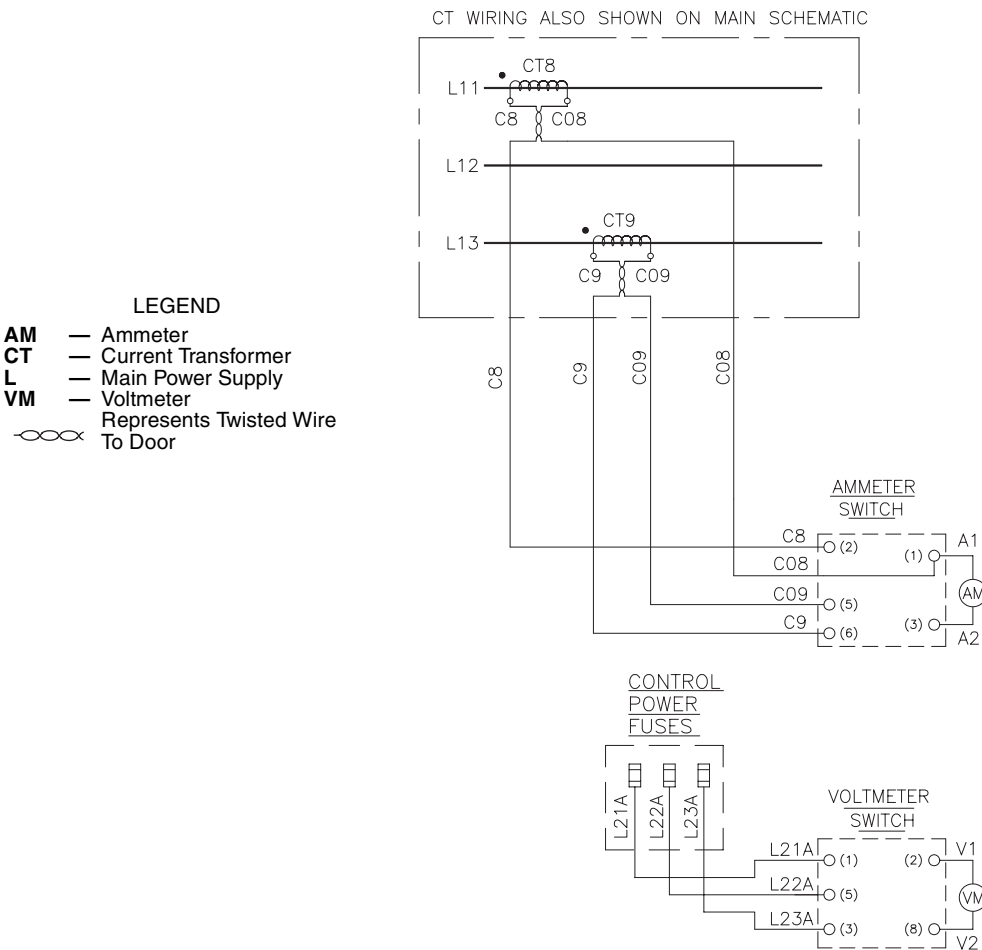 CT WIRING ALSO SHOWN ON MAIN SCHEMATIC
CT8
L11
C8 C08
L12
CT9
L13
C9 C09
LEGEND
AM — Ammeter
CT — Current Transformer
L — Main Power Supply
VM — Voltmeter
Represents Twisted Wire
To Door
C8
C9
C09
C08
AMMETER
SWITCH
C8 (2)
(1) A1
C08
AM
C09 (5)
C9 (6)
(3) A2
CONTROL
POWER
FUSES
L21A
L22A
L23A
VOLTMETER
SWITCH
L21A (1)
(2) V1
L22A (5)
VM
L23A (3)
(8) V2